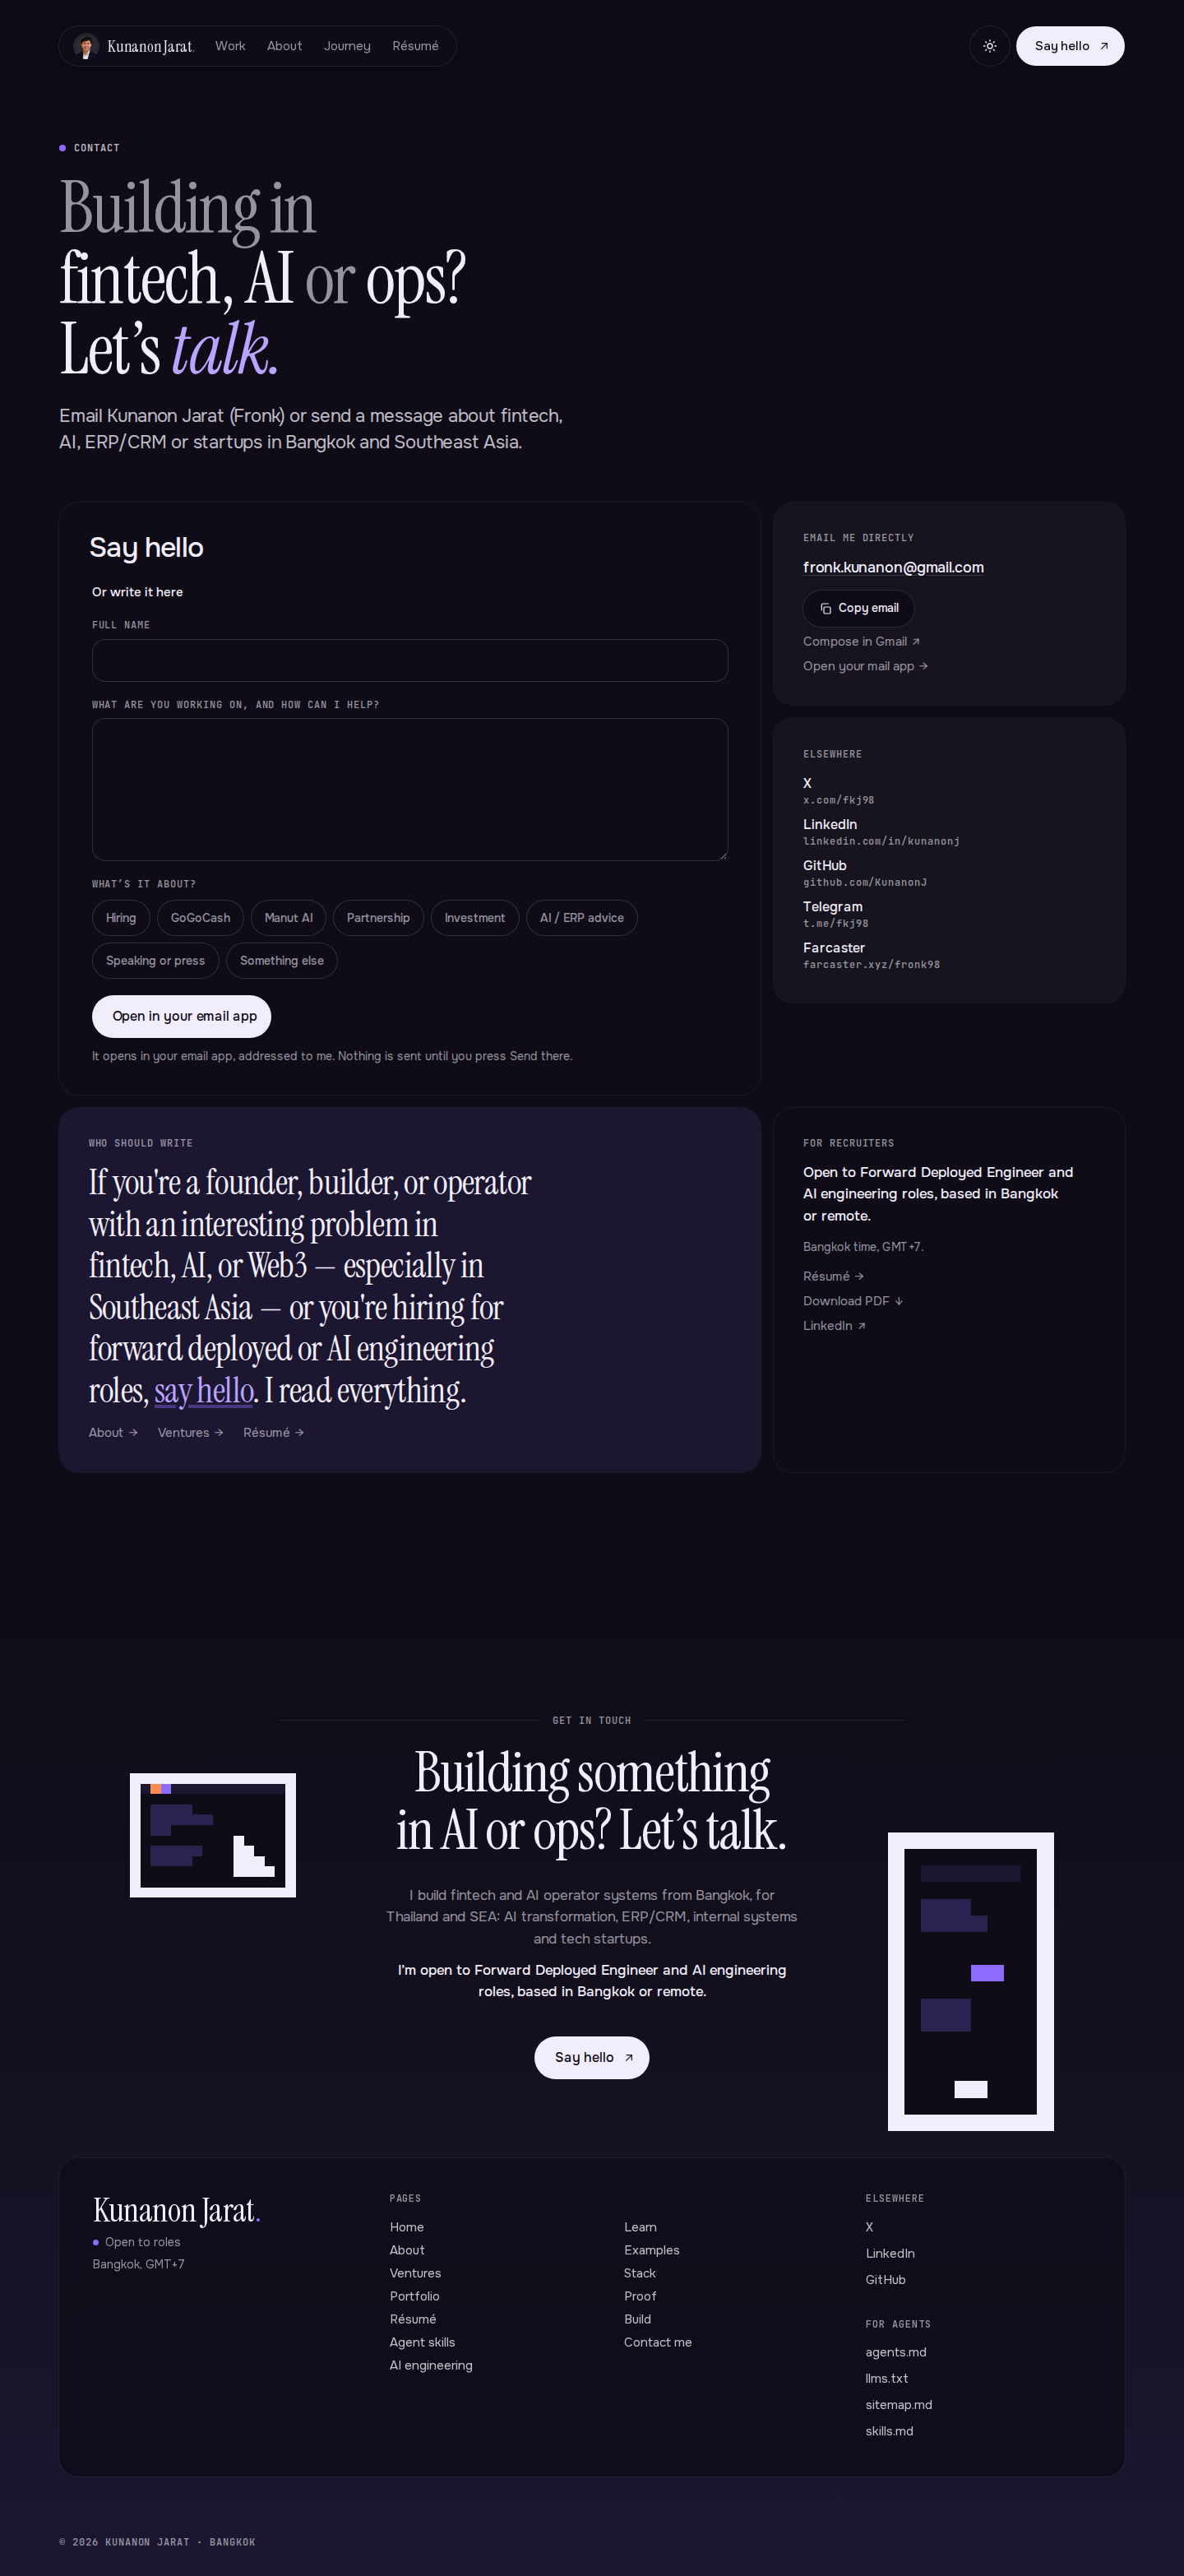 Kunanon Jarat.
Work
About
Journey
Résumé
Say hello ↗
CONTACT
Building in
fintech, AI or ops?
Let’s talk.
Email Kunanon Jarat (Fronk) or send a message about fintech,
AI, ERP/CRM or startups in Bangkok and Southeast Asia.
Say hello
Or write it here
FULL NAME
WHAT ARE YOU WORKING ON, AND HOW CAN I HELP?
WHAT’S IT ABOUT?
Hiring
GoGoCash
Manut AI
Partnership
Investment
AI / ERP advice
Speaking or press
Something else
Open in your email app
It opens in your email app, addressed to me. Nothing is sent until you press Send there.
EMAIL ME DIRECTLY
fronk.kunanon@gmail.com
Copy email
Compose in Gmail ↗
Open your mail app →
ELSEWHERE
X
x.com/fkj98
LinkedIn
linkedin.com/in/kunanonj
GitHub
github.com/KunanonJ
Telegram
t.me/fkj98
Farcaster
farcaster.xyz/fronk98
WHO SHOULD WRITE
If you're a founder, builder, or operator
with an interesting problem in
fintech, AI, or Web3 — especially in
Southeast Asia — or you're hiring for
forward deployed or AI engineering
roles, say hello. I read everything.
About →
Ventures →
Résumé →
FOR RECRUITERS
Open to Forward Deployed Engineer and
AI engineering roles, based in Bangkok
or remote.
Bangkok time, GMT+7.
Résumé →
Download PDF ↓
LinkedIn ↗
GET IN TOUCH
Building something
in AI or ops? Let’s talk.
I build fintech and AI operator systems from Bangkok, for
Thailand and SEA: AI transformation, ERP/CRM, internal systems
and tech startups.
I’m open to Forward Deployed Engineer and AI engineering
roles, based in Bangkok or remote.
Say hello ↗
Kunanon Jarat.
Open to roles
Bangkok, GMT+7
PAGES
Home
About
Ventures
Portfolio
Résumé
Agent skills
AI engineering
Learn
Examples
Stack
Proof
Build
Contact me
ELSEWHERE
X
LinkedIn
GitHub
FOR AGENTS
agents.md
llms.txt
sitemap.md
skills.md
© 2026 KUNANON JARAT · BANGKOK